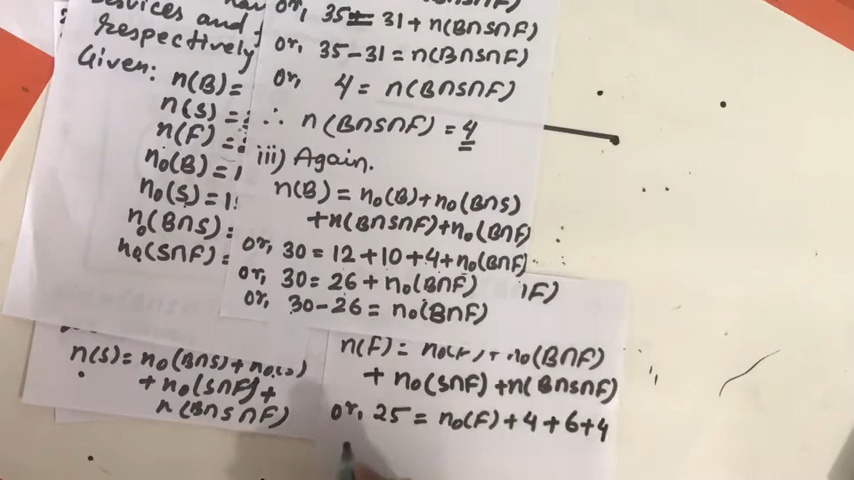 services and
respectively
Given: n(B)=
n(S) =
n(F) =
n₀(B)=1
n₀(S)=1
n₀(B∩S)=
n₀(S∩F)=
n(S)= n₀(B∩S)+
+ n₀(S∩F)+
n(B∩S∩F)
or, 35 = 31 + n(B∩S∩F)
or, 35-31 = n(B∩S∩F)
or, 4 = n(B∩S∩F)
∴ n(B∩S∩F) = 4
iii) Again.
n(B) = n₀(B)+n₀(B∩S)
+n(B∩S∩F)+n₀(B∩F)
or, 30 = 12+10+4+n₀(B∩F)
or, 30 = 26 + n₀(B∩F)
or, 30-26 = n₀(B∩F)
F)
n(F) = + n₀(B∩F)
+ n₀(S∩F) +n(B∩S∩F)
or, 25 = n₀(F)+4+6+4